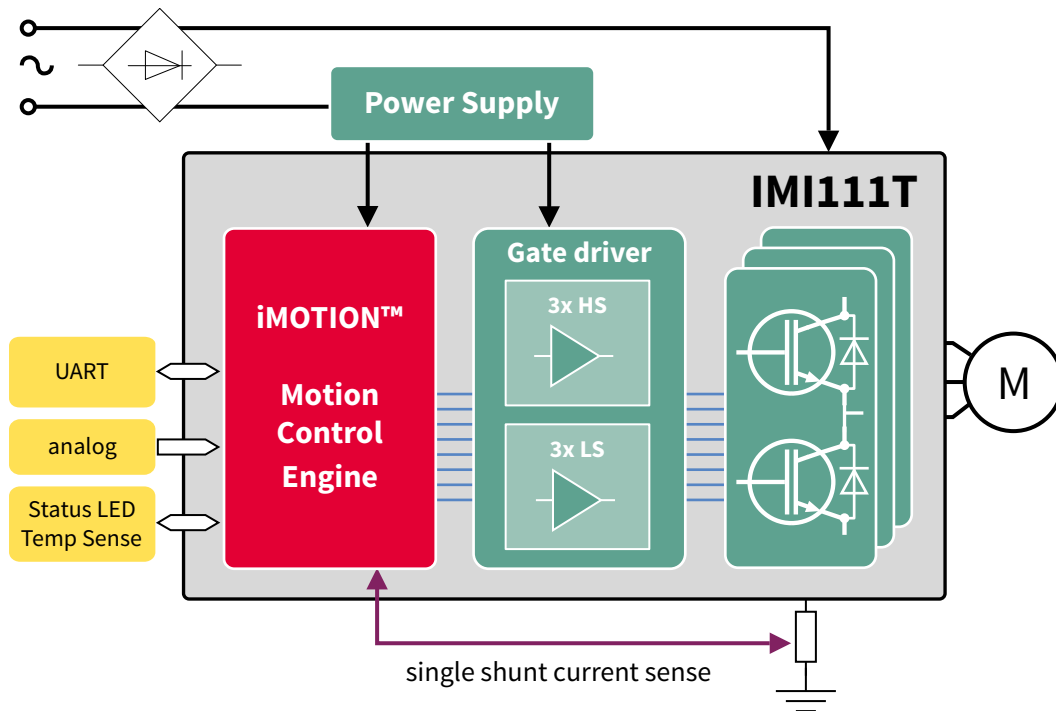 Power Supply
IMI111T
iMOTION™
Motion
Control
Engine
Gate driver
3x HS
3x LS
UART
analog
Status LED
Temp Sense
M
single shunt current sense